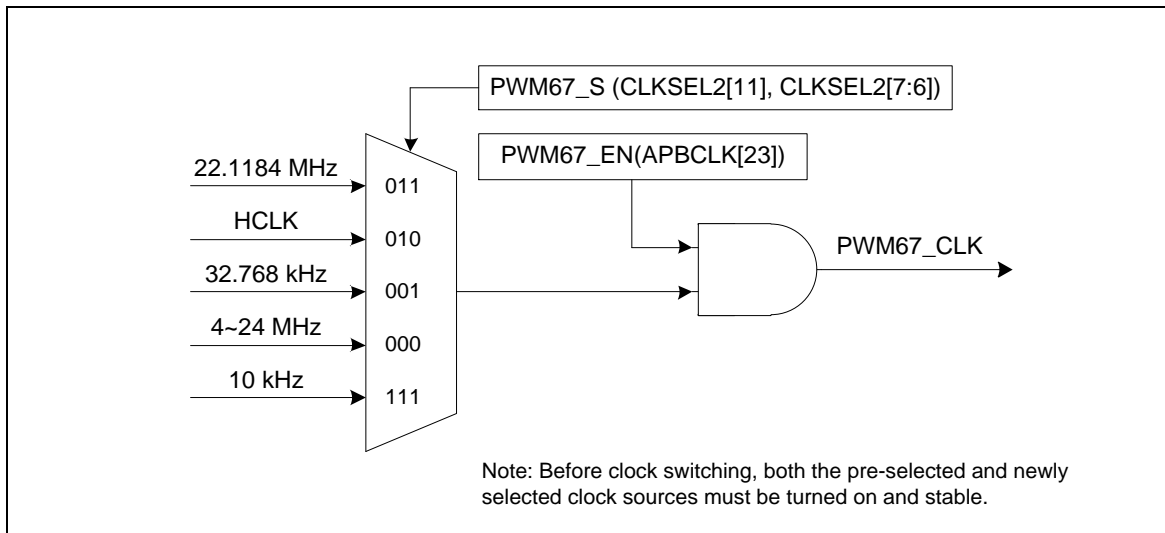 PWM67_S (CLKSEL2[11], CLKSEL2[7:6])
PWM67_EN(APBCLK[23])
22.1184 MHz
011
HCLK
010
32.768 kHz
001
4~24 MHz
000
10 kHz
111
PWM67_CLK
Note: Before clock switching, both the pre-selected and newly
selected clock sources must be turned on and stable.